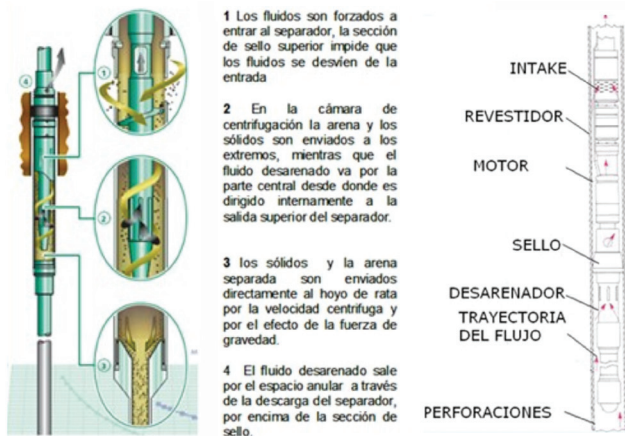 1 Los fluidos son forzados a
entrar al separador, la sección
de sello superior impide que
los fluidos se desvíen de la
entrada
2 En la cámara de
centrifugación la arena y los
sólidos son enviados a los
extremos, mientras que el
fluido desarenado va por la
parte central desde donde es
dirigido internamente a la
salida superior del separador.
3 los sólidos y la arena
separada son enviados
directamente al hoyo de rata
por la velocidad centrifuga y
por el efecto de la fuerza de
gravedad.
4 El fluido desarenado sale
por el espacio anular a través
de la descarga del separador,
por encima de la sección de
sello.
4
1
2
3
INTAKE
REVESTIDOR
MOTOR
SELLO
DESARENADOR
TRAYECTORIA
DEL FLUJO
PERFORACIONES